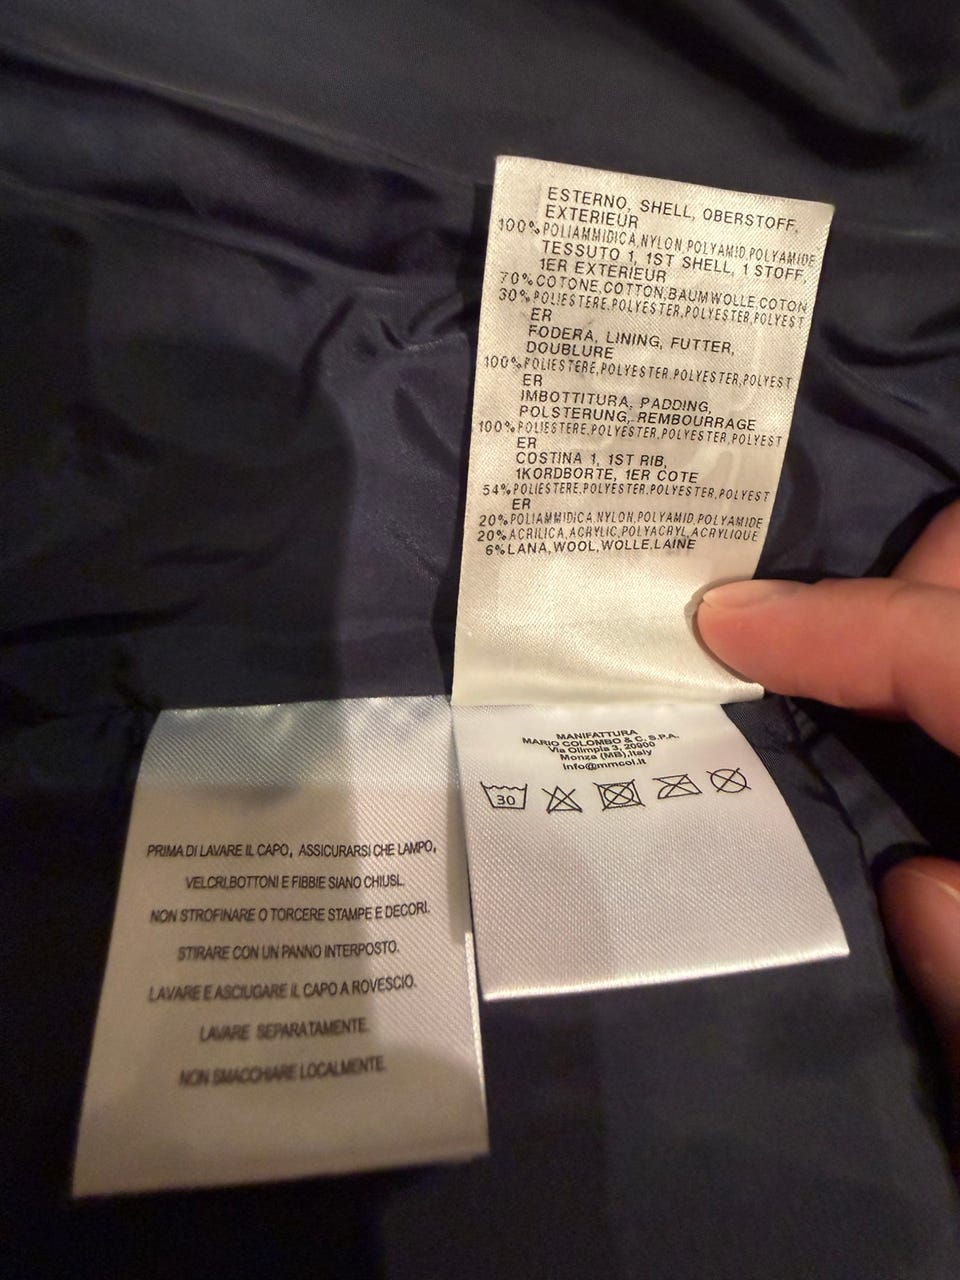 ESTERNO, SHELL, OBERSTOFF,
EXTERIEUR
100% POLIAMMIDICA,NYLON,POLYAMID,POLYAMIDE
TESSUTO 1, 1ST SHELL, 1 STOFF,
1ER EXTERIEUR
70% COTONE,COTTON,BAUMWOLLE,COTON
30% POLIESTERE,POLYESTER,POLYESTER,POLYEST
ER
FODERA, LINING, FUTTER,
DOUBLURE
100% POLIESTERE,POLYESTER,POLYESTER,POLYEST
ER
IMBOTTITURA, PADDING,
POLSTERUNG, REMBOURRAGE
100% POLIESTERE,POLYESTER,POLYESTER,POLYEST
ER
COSTINA 1, 1ST RIB,
1KORDBORTE, 1ER COTE
54% POLIESTERE,POLYESTER,POLYESTER,POLYEST
ER
20% POLIAMMIDICA,NYLON,POLYAMID,POLYAMIDE
20% ACRILICA,ACRYLIC,POLYACRYL,ACRYLIQUE
6% LANA,WOOL,WOLLE,LAINE
MANIFATTURA
MARIO COLOMBO & C. S.P.A.
Via Olimpia 3, 20900
Monza (MB),Italy
info@mmcol.it
30
PRIMA DI LAVARE IL CAPO, ASSICURARSI CHE LAMPO,
VELCRI,BOTTONI E FIBBIE SIANO CHIUSI.
NON STROFINARE O TORCERE STAMPE E DECORI.
STIRARE CON UN PANNO INTERPOSTO.
LAVARE E ASCIUGARE IL CAPO A ROVESCIO.
LAVARE SEPARATAMENTE.
NON SMACCHIARE LOCALMENTE.